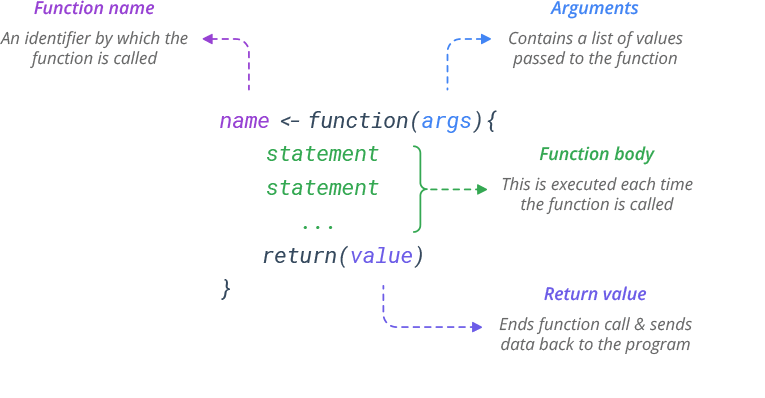 Function name
An identifier by which the
function is called
Arguments
Contains a list of values
passed to the function
name <- function(args){
statement
statement
...
return(value)
}
Function body
This is executed each time
the function is called
Return value
Ends function call & sends
data back to the program